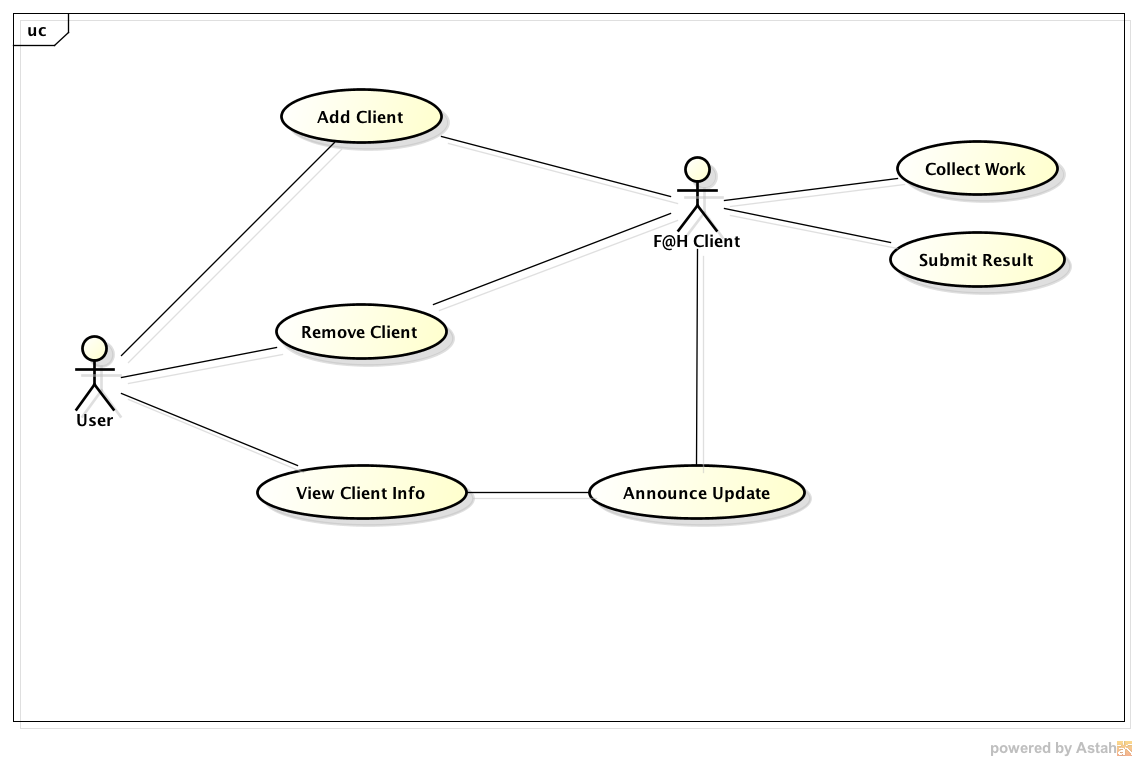 uc
Add Client
Collect Work
F@H Client
Submit Result
Remove Client
User
View Client Info
Announce Update
powered by Astah